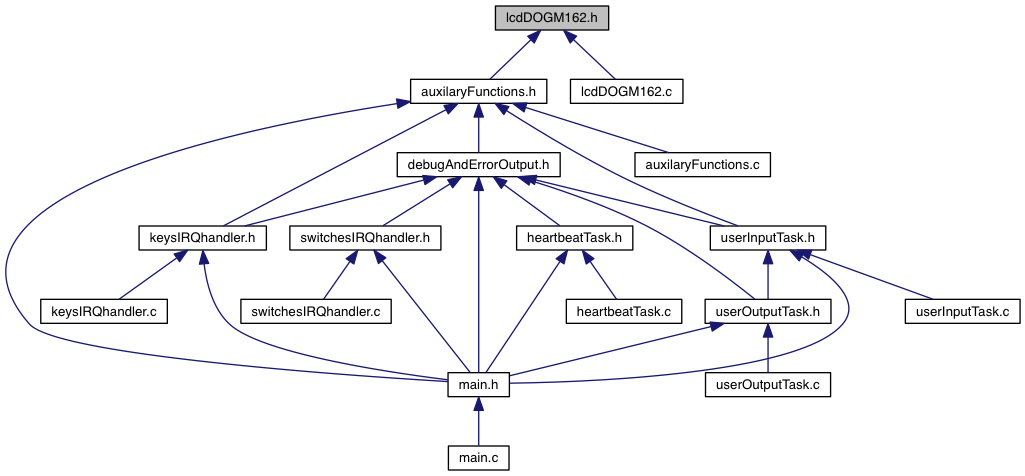 lcdDOGM162.h
auxilaryFunctions.h
lcdDOGM162.c
debugAndErrorOutput.h
auxilaryFunctions.c
keysIRQhandler.h
switchesIRQhandler.h
heartbeatTask.h
userInputTask.h
keysIRQhandler.c
switchesIRQhandler.c
heartbeatTask.c
userOutputTask.h
userInputTask.c
main.h
userOutputTask.c
main.c